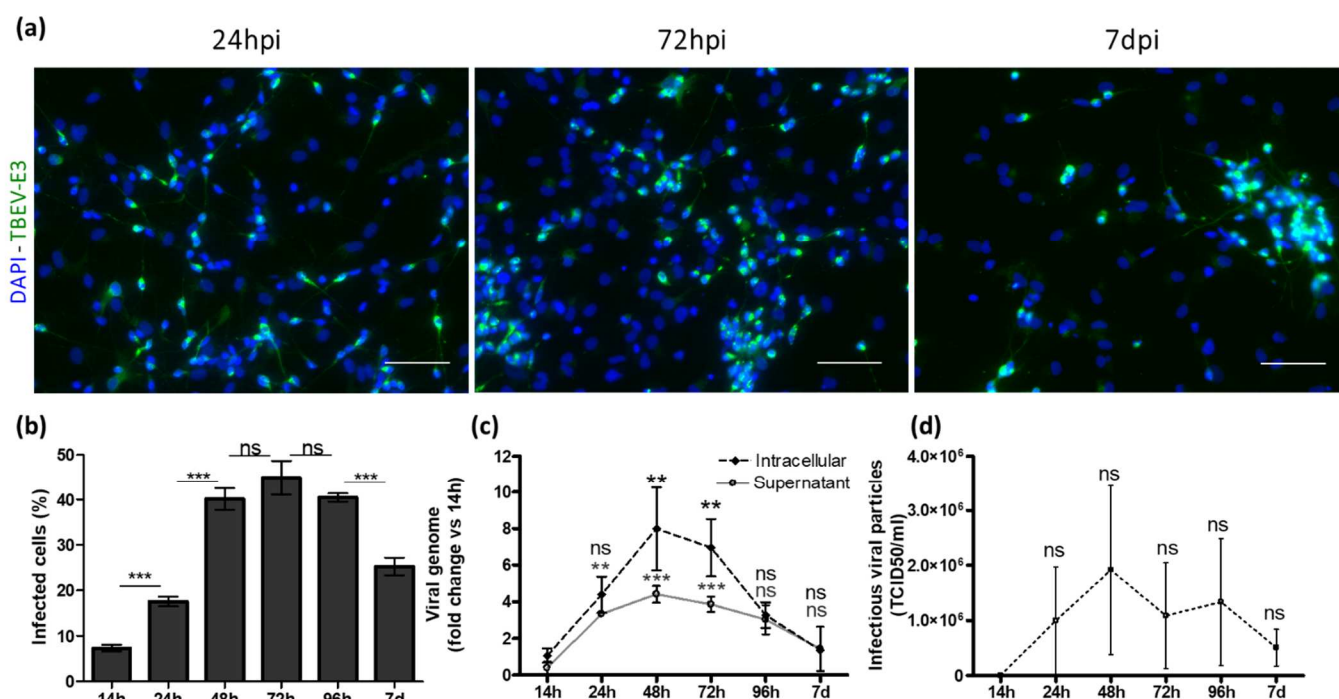 (a)
24hpi 72hpi 7dpi
DAPI - TBEV-E3
(b)
Infected cells (%)
50
40
30
20
10
0
*** *** ns ns ***
14h 24h 48h 72h 96h 7d
(c)
Viral genome
(fold change vs 14h)
12
10
8
6
4
2
0
Intracellular
Supernatant
ns ** ** ns ns
** *** *** ns ns
14h 24h 48h 72h 96h 7d
(d)
Infectious viral particles
(TCID50/ml)
4.0×10⁶
3.0×10⁶
2.0×10⁶
1.0×10⁶
0
ns ns ns ns ns
14h 24h 48h 72h 96h 7d